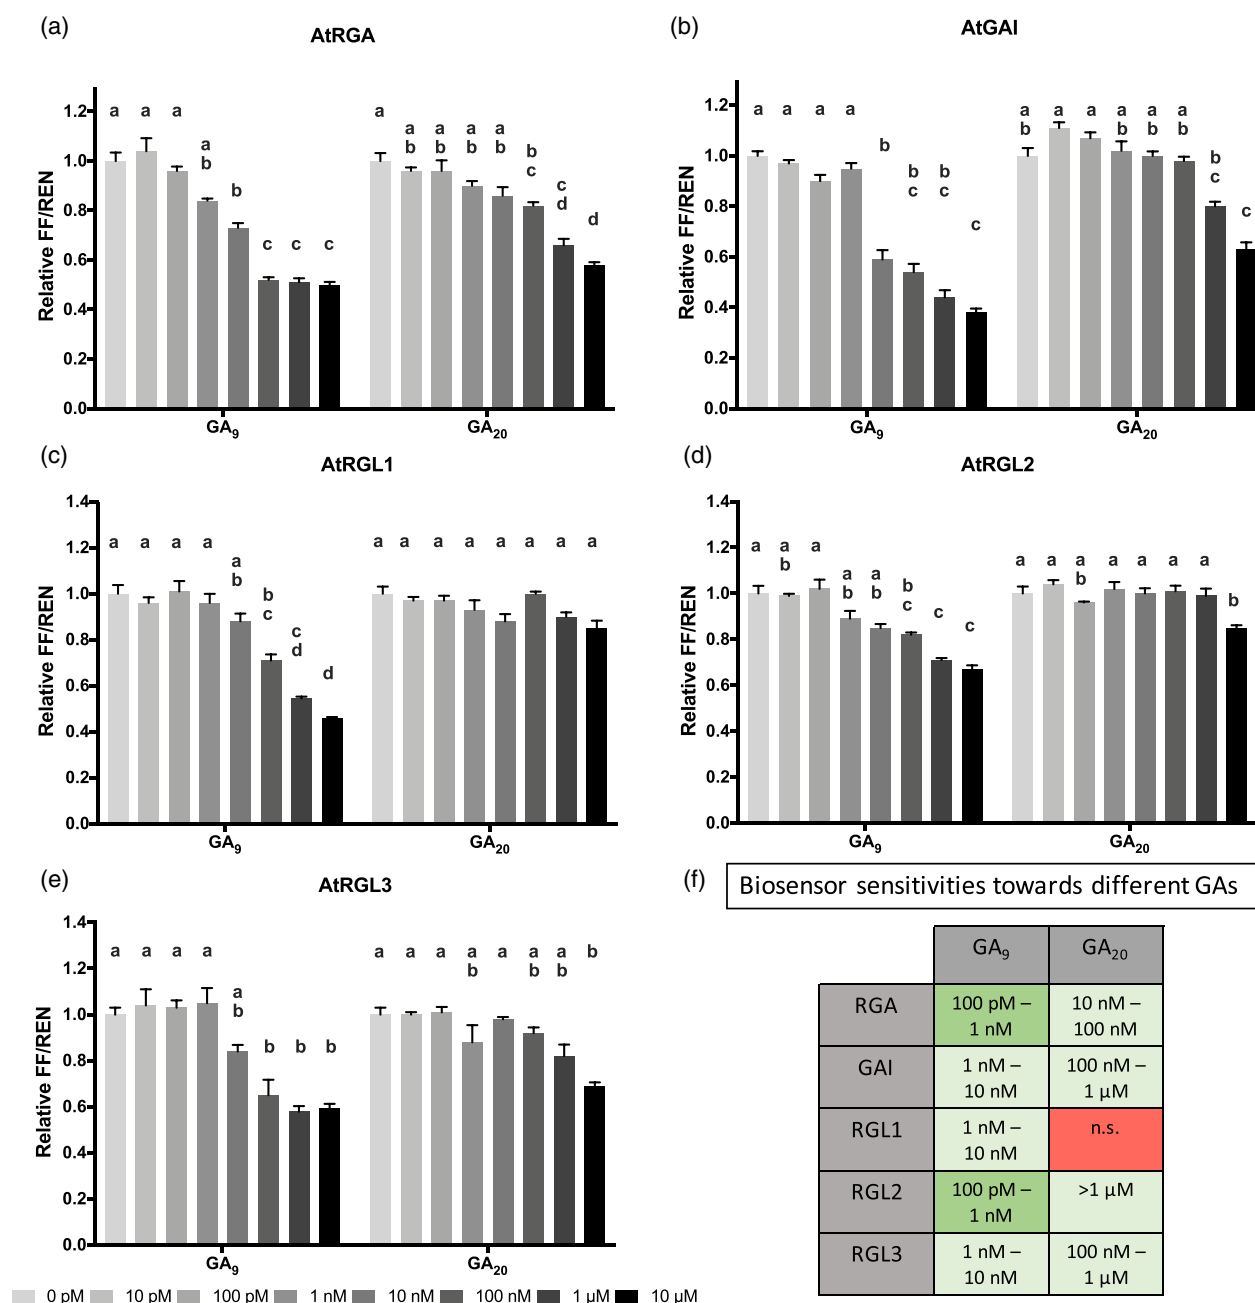 (a)
AtRGA
Relative FF/REN
1.2
1.0
0.8
0.6
0.4
0.2
0.0
a a a a b b c c c
a a b a b a b a b b c c d d
GA9 GA20
(b)
AtGAI
Relative FF/REN
1.2
1.0
0.8
0.6
0.4
0.2
0.0
a a a a b b c b c c
a b a a a b a b a b b c c
GA9 GA20
(c)
AtRGL1
Relative FF/REN
1.4
1.2
1.0
0.8
0.6
0.4
0.2
0.0
a a a a a b b c c d d
a a a a a a a a
GA9 GA20
(d)
AtRGL2
Relative FF/REN
1.4
1.2
1.0
0.8
0.6
0.4
0.2
0.0
a a b a a b a b b c c c
a a a b a a a a b
GA9 GA20
(e)
AtRGL3
Relative FF/REN
1.4
1.2
1.0
0.8
0.6
0.4
0.2
0.0
a a a a a b b b b
a a a a b a a b a b b
GA9 GA20
0 pM 10 pM 100 pM 1 nM 10 nM 100 nM 1 µM 10 µM
(f)
Biosensor sensitivities towards different GAs
GA9 GA20
RGA 100 pM – 1 nM 10 nM – 100 nM
GAI 1 nM – 10 nM 100 nM – 1 µM
RGL1 1 nM – 10 nM n.s.
RGL2 100 pM – 1 nM >1 µM
RGL3 1 nM – 10 nM 100 nM – 1 µM